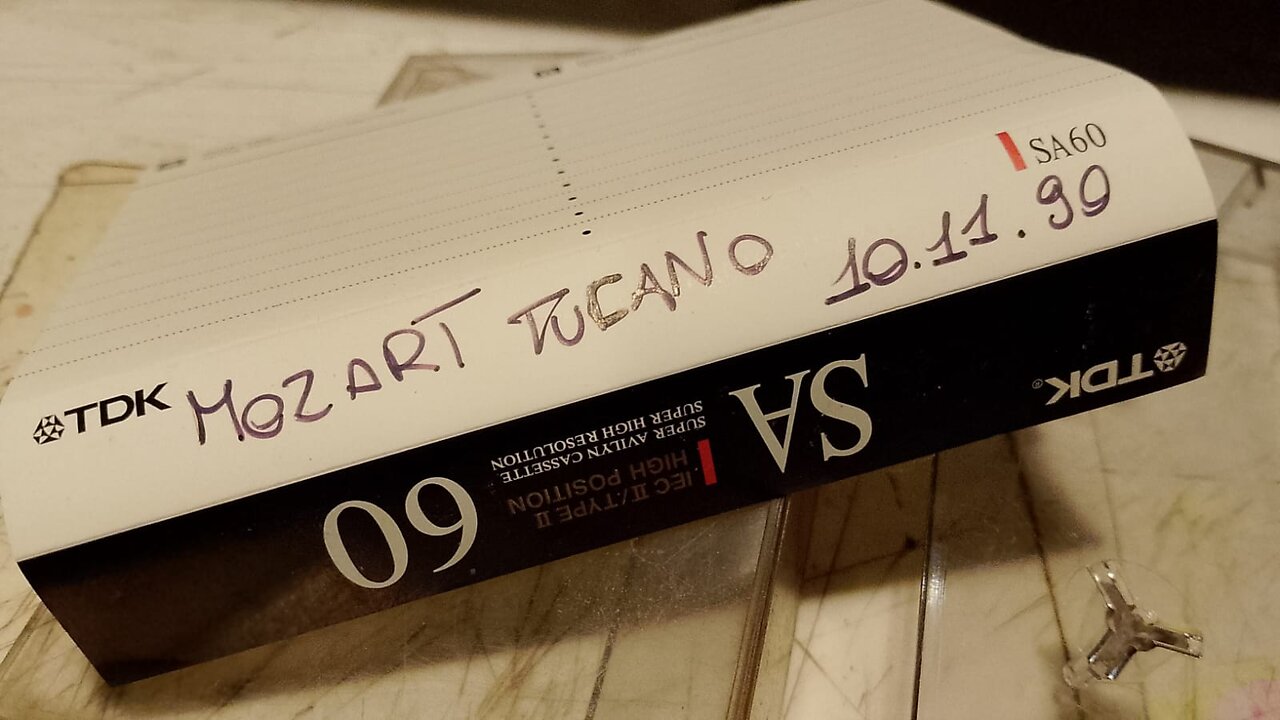 SA60
TDK MOZART TUCANO 10.11.90
TDK®
SA
IEC II/TYPE II
HIGH POSITION
SUPER AVILYN CASSETTE
SUPER HIGH RESOLUTION
60